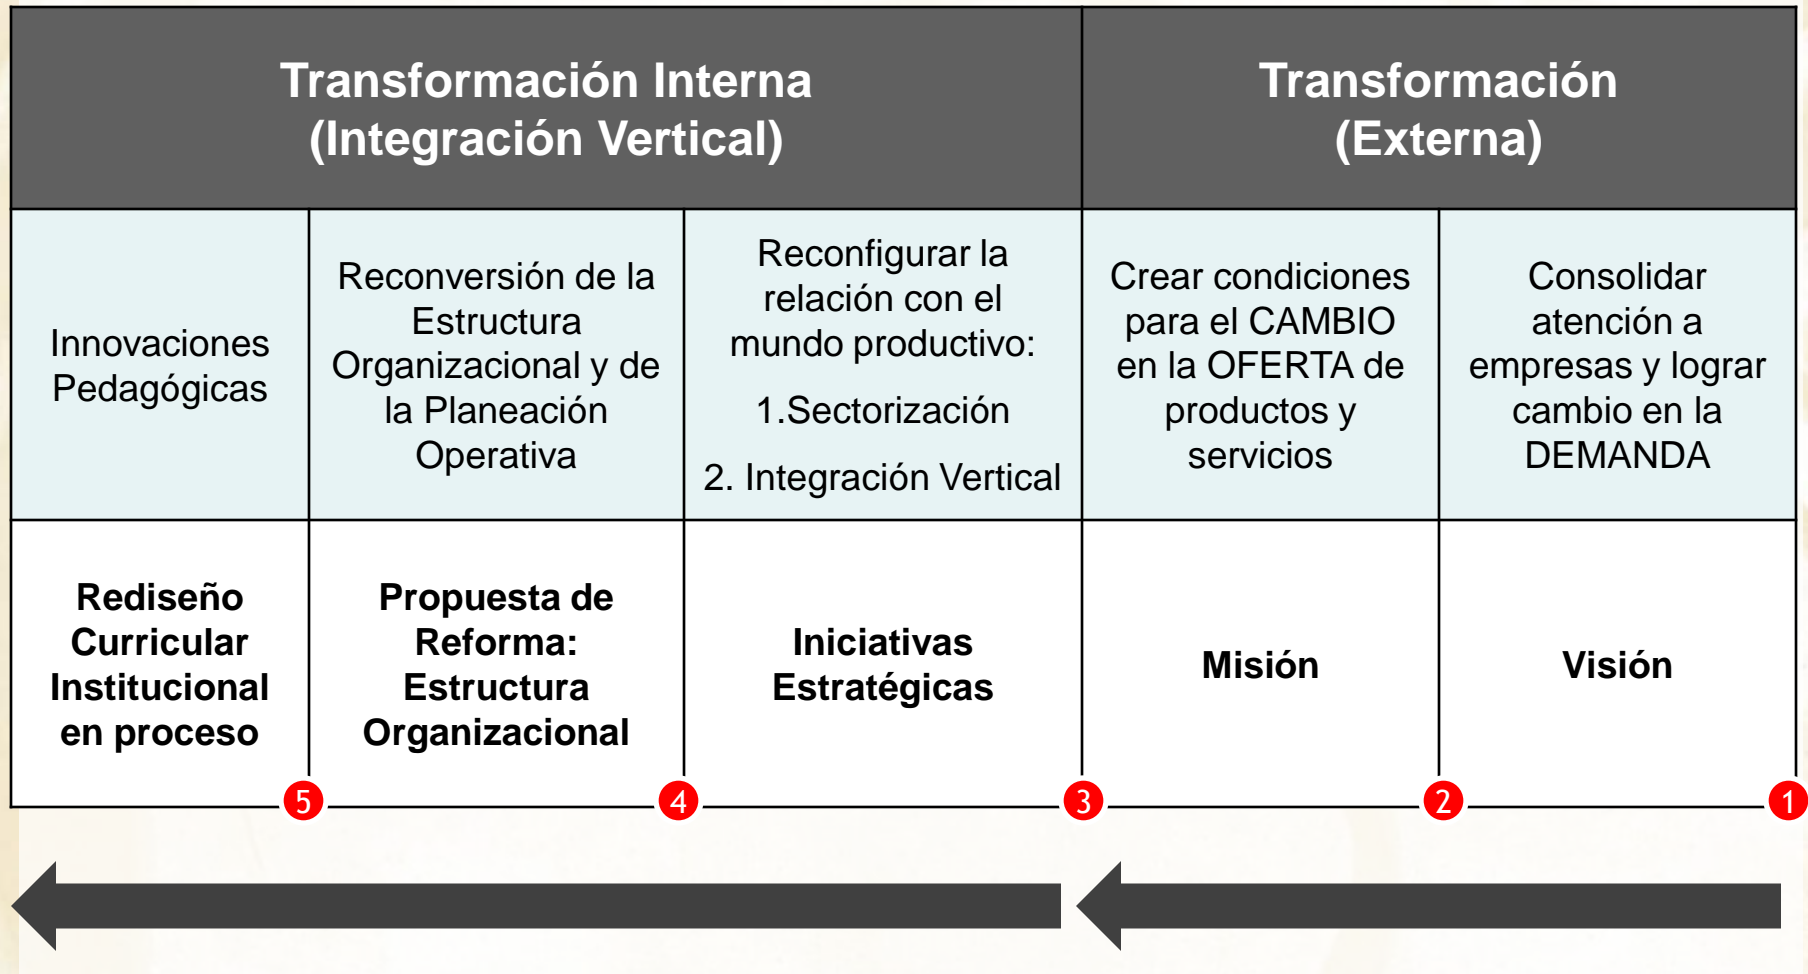 Transformación Interna
(Integración Vertical)
Transformación
(Externa)
Innovaciones
Pedagógicas
Reconversión de la
Estructura
Organizacional y de
la Planeación
Operativa
Reconfigurar la
relación con el
mundo productivo:
1.Sectorización
2. Integración Vertical
Crear condiciones
para el CAMBIO
en la OFERTA de
productos y
servicios
Consolidar
atención a
empresas y lograr
cambio en la
DEMANDA
Rediseño
Curricular
Institucional
en proceso
Propuesta de
Reforma:
Estructura
Organizacional
Iniciativas
Estratégicas
Misión
Visión
5
4
3
2
1